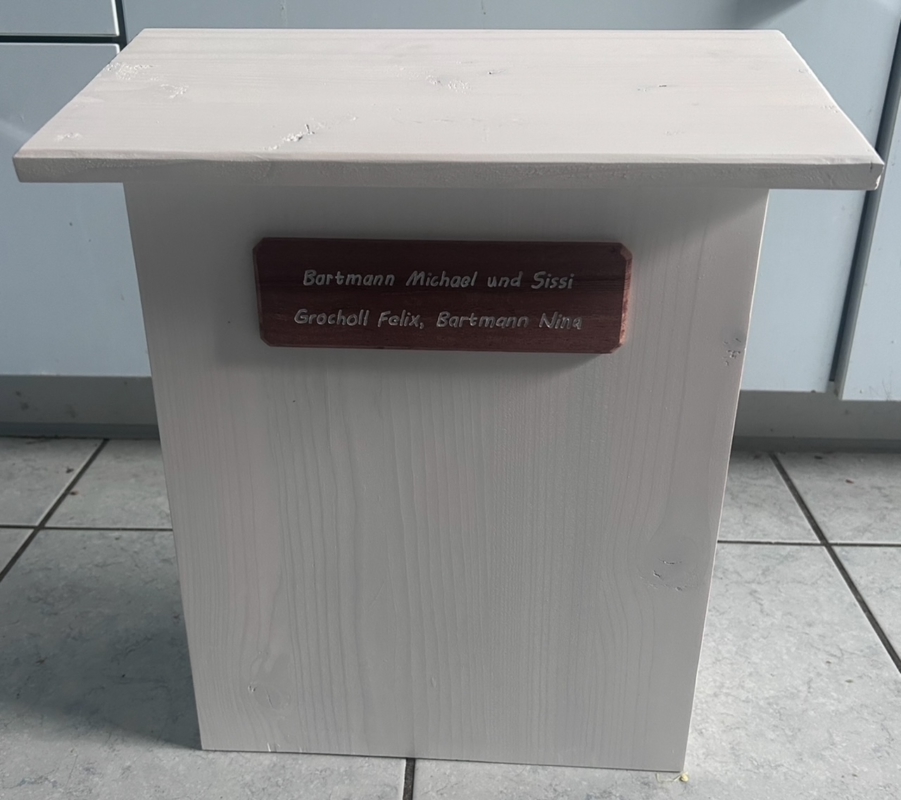 Bartmann Michael und Sissi
Grocholl Felix, Bartmann Nina